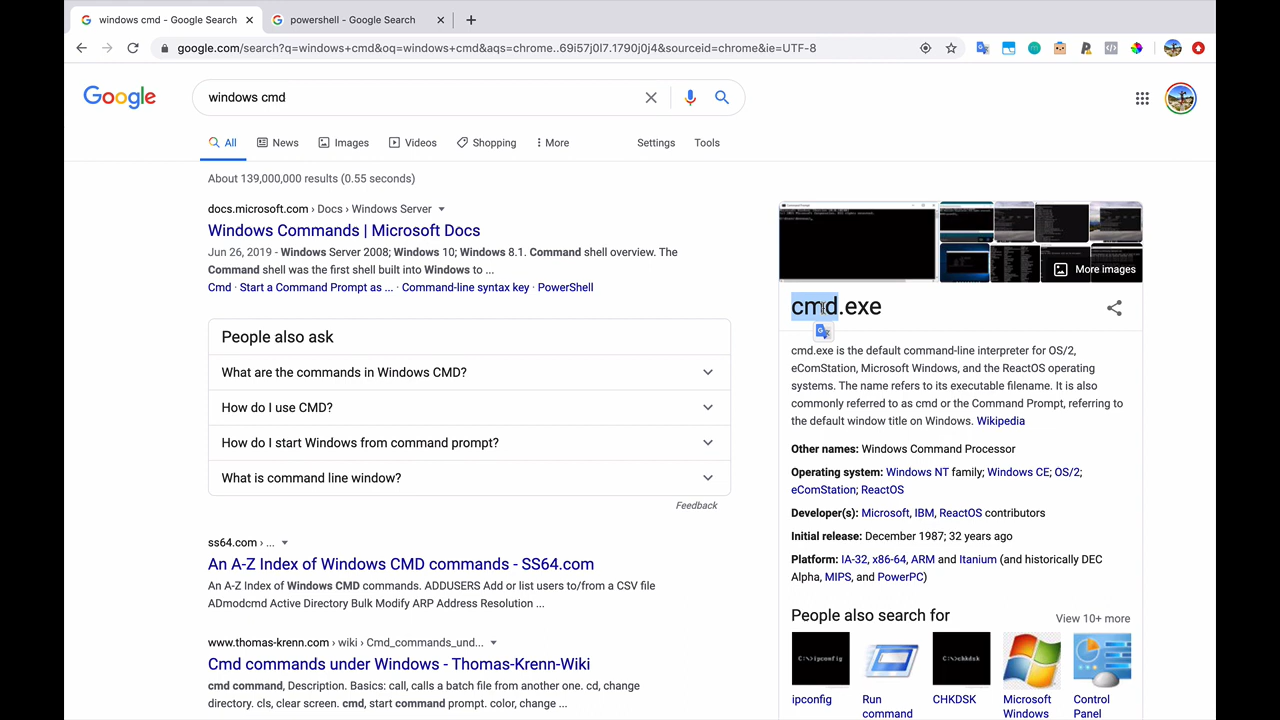 windows cmd - Google Search
powershell - Google Search
google.com/search?q=windows+cmd&oq=windows+cmd&aqs=chrome..69i57j0l7.1790j0j4&sourceid=chrome&ie=UTF-8
Google
windows cmd
All
News
Images
Videos
Shopping
More
Settings
Tools
About 139,000,000 results (0.55 seconds)
docs.microsoft.com › Docs › Windows Server
Windows Commands | Microsoft Docs
Jun 26, 2019 - Windows Server 2008; Windows 10; Windows 8.1. Command shell overview. The
Command shell was the first shell built into Windows to ...
Cmd · Start a Command Prompt as ... · Command-line syntax key · PowerShell
People also ask
What are the commands in Windows CMD?
How do I use CMD?
How do I start Windows from command prompt?
What is command line window?
Feedback
ss64.com › ...
An A-Z Index of Windows CMD commands - SS64.com
An A-Z Index of Windows CMD commands. ADDUSERS Add or list users to/from a CSV file
ADmodcmd Active Directory Bulk Modify ARP Address Resolution ...
www.thomas-krenn.com › wiki › Cmd_commands_und...
Cmd commands under Windows - Thomas-Krenn-Wiki
cmd command, Description. Basics: call, calls a batch file from another one. cd, change
directory. cls, clear screen. cmd, start command prompt. color, change ...
More images
cmd.exe
cmd.exe is the default command-line interpreter for OS/2,
eComStation, Microsoft Windows, and the ReactOS operating
systems. The name refers to its executable filename. It is also
commonly referred to as cmd or the Command Prompt, referring to
the default window title on Windows. Wikipedia
Other names: Windows Command Processor
Operating system: Windows NT family; Windows CE; OS/2;
eComStation; ReactOS
Developer(s): Microsoft, IBM, ReactOS contributors
Initial release: December 1987; 32 years ago
Platform: IA-32, x86-64, ARM and Itanium (and historically DEC
Alpha, MIPS, and PowerPC)
People also search for
View 10+ more
C:\>ipconfig
C:\>chkdsk
ipconfig
Run
command
CHKDSK
Microsoft
Windows
Control
Panel